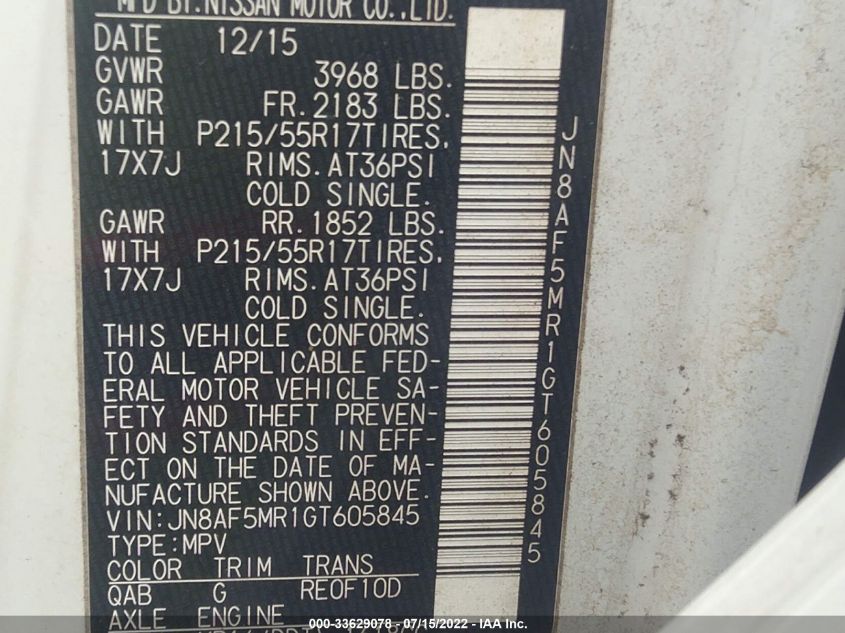 MFD BY:NISSAN MOTOR CO.,LTD.
DATE 12/15
GVWR 3968 LBS.
GAWR FR.2183 LBS.
WITH P215/55R17TIRES,
17X7J RIMS.AT36PSI
COLD SINGLE.
GAWR RR.1852 LBS.
WITH P215/55R17TIRES,
17X7J RIMS.AT36PSI
COLD SINGLE.
THIS VEHICLE CONFORMS
TO ALL APPLICABLE FED-
ERAL MOTOR VEHICLE SA-
FETY AND THEFT PREVEN-
TION STANDARDS IN EFF-
ECT ON THE DATE OF MA-
NUFACTURE SHOWN ABOVE.
VIN:JN8AF5MR1GT605845
TYPE:MPV
COLOR TRIM TRANS
QAB G RE0F10D
AXLE ENGINE
JN8AF5MR1GT605845
000-33629078 - 07/15/2022 - IAA Inc.